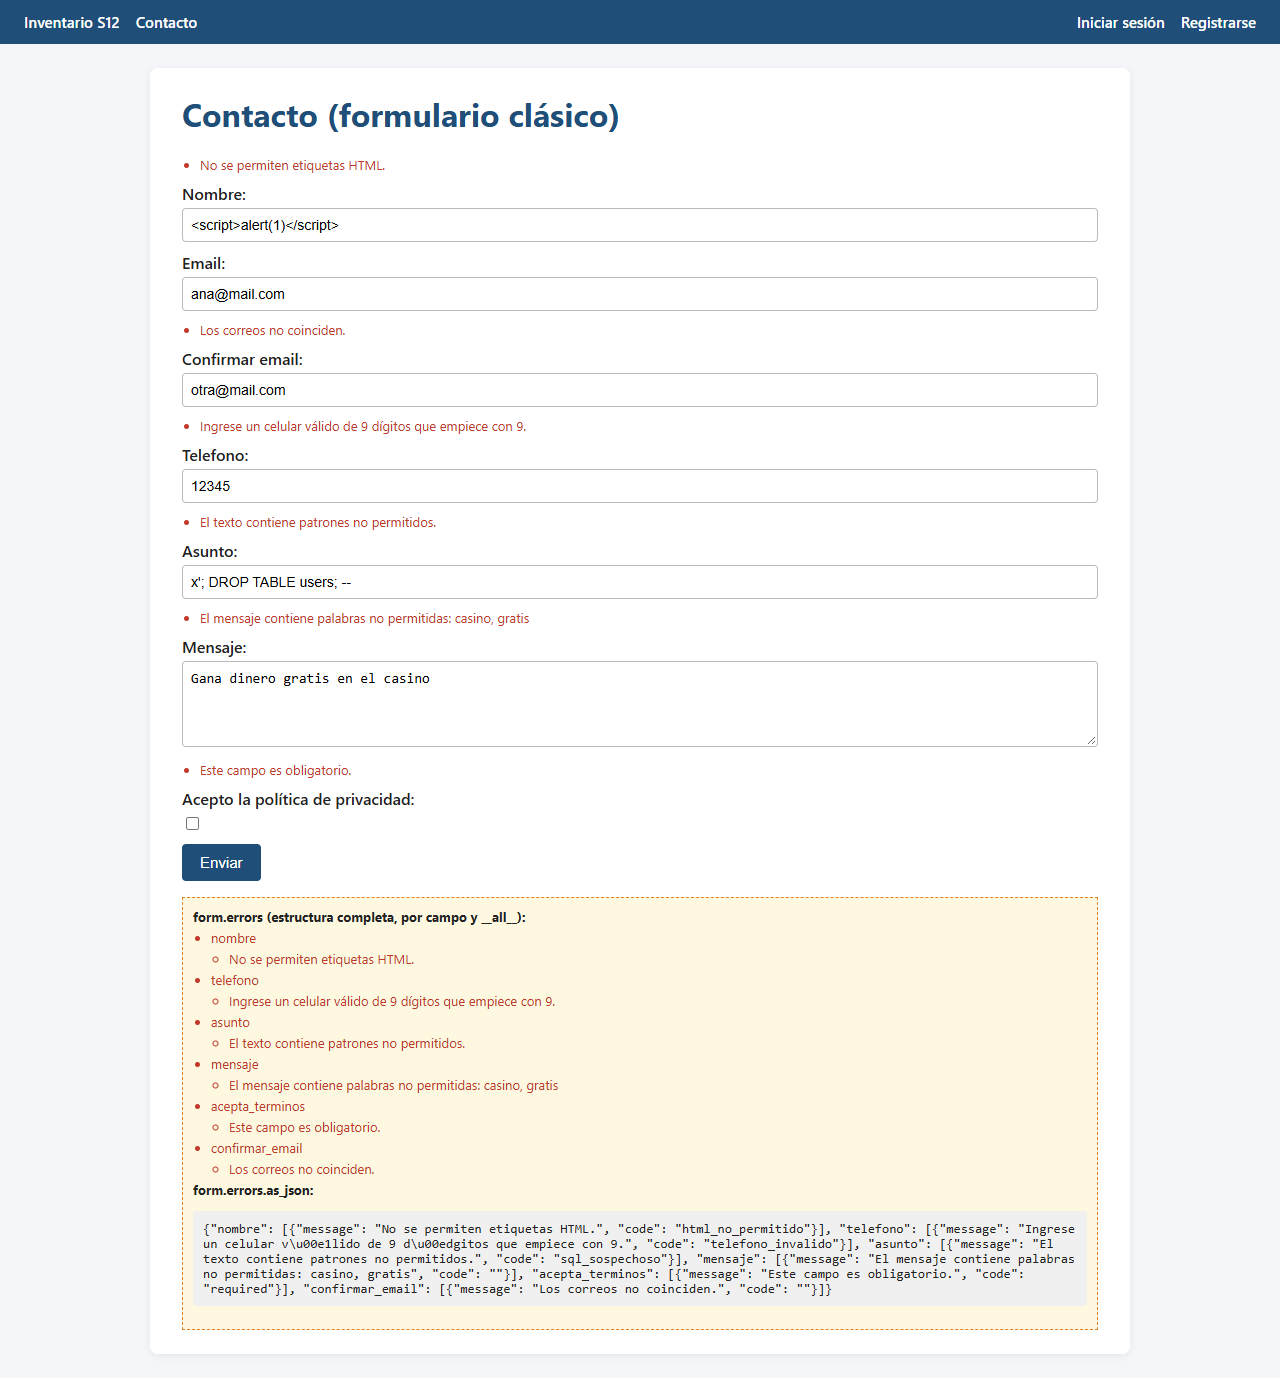 Inventario S12 Contacto Iniciar sesión Registrarse
Contacto (formulario clásico)
No se permiten etiquetas HTML.
Nombre:
<script>alert(1)</script>
Email:
ana@mail.com
Los correos no coinciden.
Confirmar email:
otra@mail.com
Ingrese un celular válido de 9 dígitos que empiece con 9.
Telefono:
12345
El texto contiene patrones no permitidos.
Asunto:
x'; DROP TABLE users; --
El mensaje contiene palabras no permitidas: casino, gratis
Mensaje:
Gana dinero gratis en el casino
Este campo es obligatorio.
Acepto la política de privacidad:
Enviar
form.errors (estructura completa, por campo y __all__):
nombre
No se permiten etiquetas HTML.
telefono
Ingrese un celular válido de 9 dígitos que empiece con 9.
asunto
El texto contiene patrones no permitidos.
mensaje
El mensaje contiene palabras no permitidas: casino, gratis
acepta_terminos
Este campo es obligatorio.
confirmar_email
Los correos no coinciden.
form.errors.as_json:
{"nombre": [{"message": "No se permiten etiquetas HTML.", "code": "html_no_permitido"}], "telefono": [{"message": "Ingrese
un celular v\u00e1lido de 9 d\u00edgitos que empiece con 9.", "code": "telefono_invalido"}], "asunto": [{"message": "El
texto contiene patrones no permitidos.", "code": "sql_sospechoso"}], "mensaje": [{"message": "El mensaje contiene palabras
no permitidas: casino, gratis", "code": ""}], "acepta_terminos": [{"message": "Este campo es obligatorio.", "code":
"required"}], "confirmar_email": [{"message": "Los correos no coinciden.", "code": ""}]}